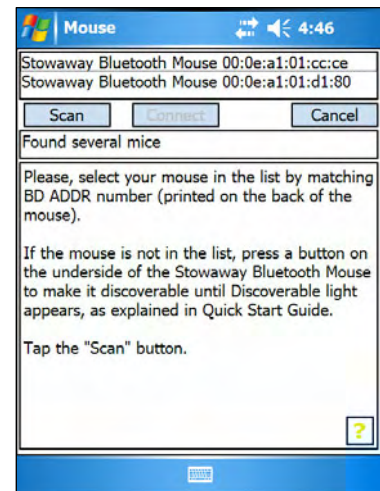 Mouse 4:46
Stowaway Bluetooth Mouse 00:0e:a1:01:cc:ce
Stowaway Bluetooth Mouse 00:0e:a1:01:d1:80
Scan Connect Cancel
Found several mice
Please, select your mouse in the list by matching
BD ADDR number (printed on the back of the
mouse).
If the mouse is not in the list, press a button on
the underside of the Stowaway Bluetooth Mouse
to make it discoverable until Discoverable light
appears, as explained in Quick Start Guide.
Tap the "Scan" button.
?